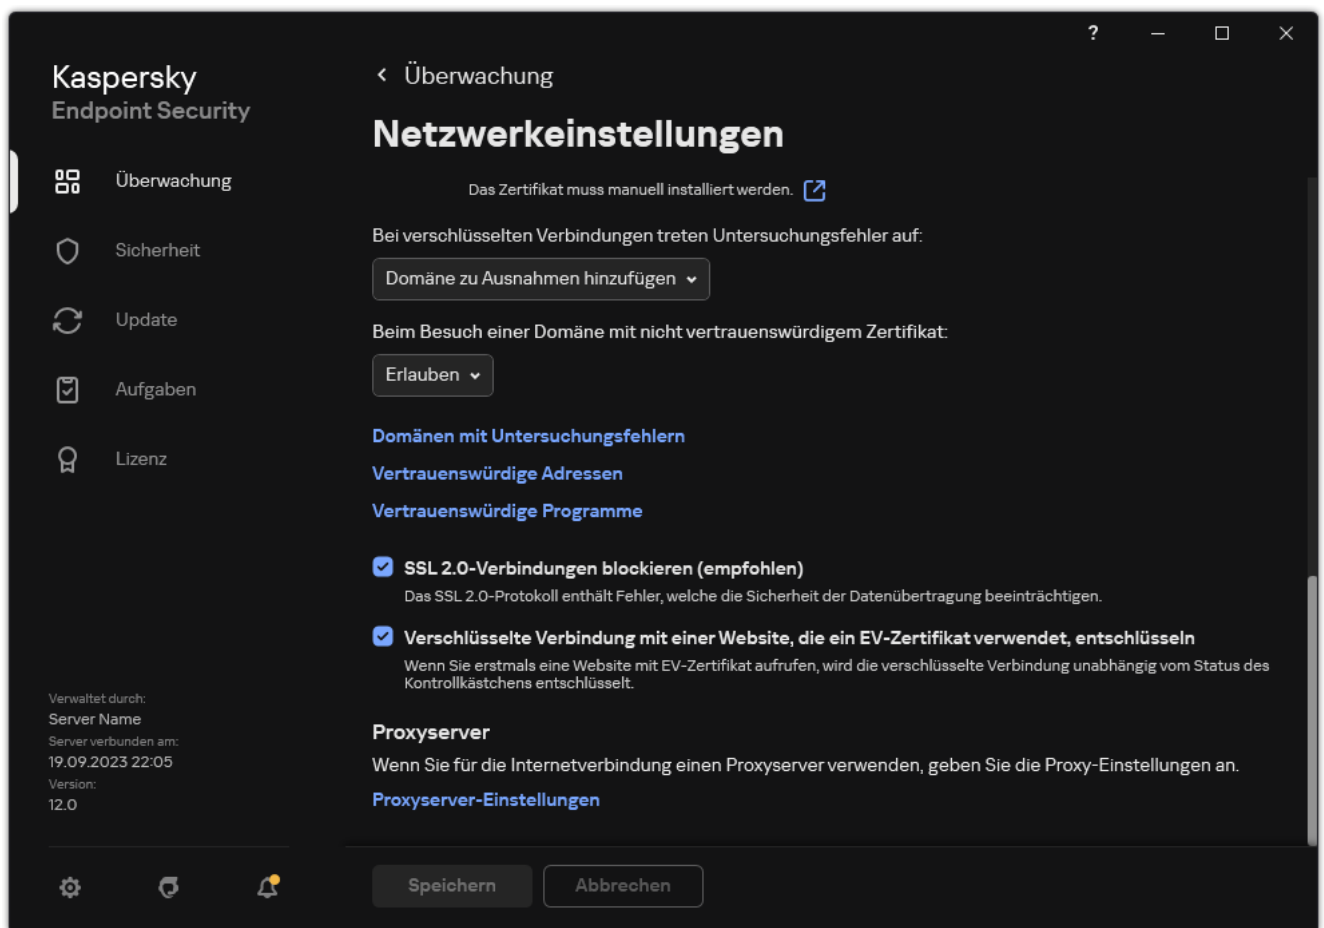 ?
Kaspersky
Endpoint Security
Überwachung
Sicherheit
Update
Aufgaben
Lizenz
Verwaltet durch:
Server Name
Server verbunden am:
19.09.2023 22:05
Version:
12.0
Überwachung
Netzwerkeinstellungen
Das Zertifikat muss manuell installiert werden.
Bei verschlüsselten Verbindungen treten Untersuchungsfehler auf:
Domäne zu Ausnahmen hinzufügen
Beim Besuch einer Domäne mit nicht vertrauenswürdigem Zertifikat:
Erlauben
Domänen mit Untersuchungsfehlern
Vertrauenswürdige Adressen
Vertrauenswürdige Programme
SSL 2.0-Verbindungen blockieren (empfohlen)
Das SSL 2.0-Protokoll enthält Fehler, welche die Sicherheit der Datenübertragung beeinträchtigen.
Verschlüsselte Verbindung mit einer Website, die ein EV-Zertifikat verwendet, entschlüsseln
Wenn Sie erstmals eine Website mit EV-Zertifikat aufrufen, wird die verschlüsselte Verbindung unabhängig vom Status des
Kontrollkästchens entschlüsselt.
Proxyserver
Wenn Sie für die Internetverbindung einen Proxyserver verwenden, geben Sie die Proxy-Einstellungen an.
Proxyserver-Einstellungen
Speichern
Abbrechen